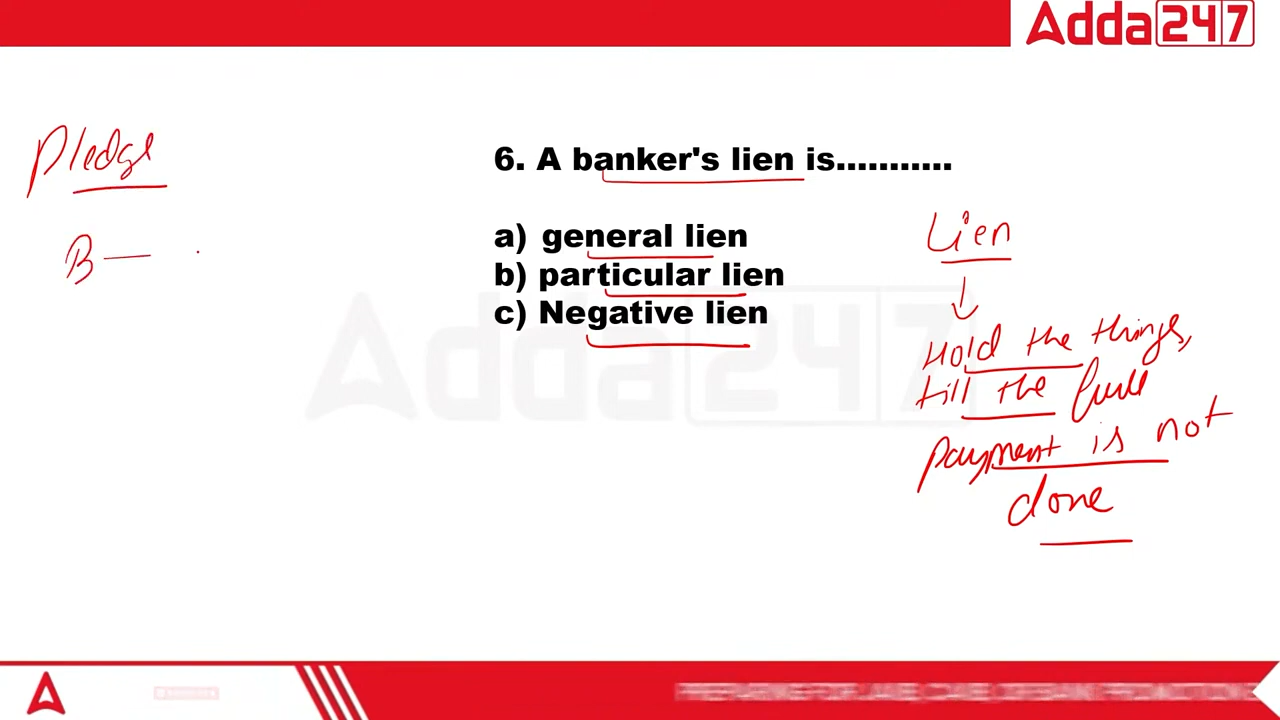 Adda247
Pledge
B —
6. A banker's lien is...........
a) general lien
b) particular lien
c) Negative lien
Lien
Hold the things,
till the full
payment is not
done
Adda247